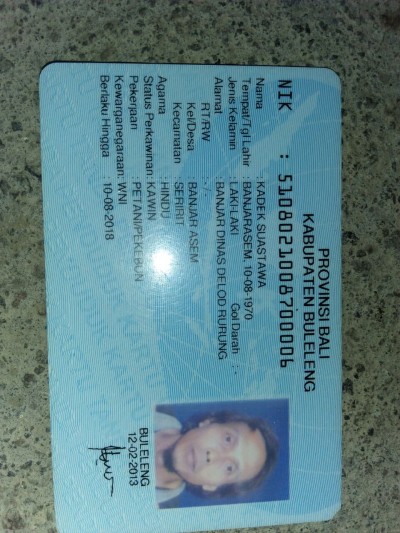 PROVINSI BALI
KABUPATEN BULELENG
NIK : 5108021008700006
Nama : KADEK SUASTAWA
Tempat/Tgl Lahir : BANJARASEM, 10-08-1970
Jenis Kelamin : LAKI-LAKI Gol Darah : -
Alamat : BANJAR DINAS DELOD RURUNG
RT/RW : - / -
Kel/Desa : BANJAR ASEM
Kecamatan : SERIRIT
Agama : HINDU
Status Perkawinan: KAWIN
Pekerjaan : PETANI/PEKEBUN
Kewarganegaraan: WNI
Berlaku Hingga : 10-08-2018
BULELENG
12-02-2013